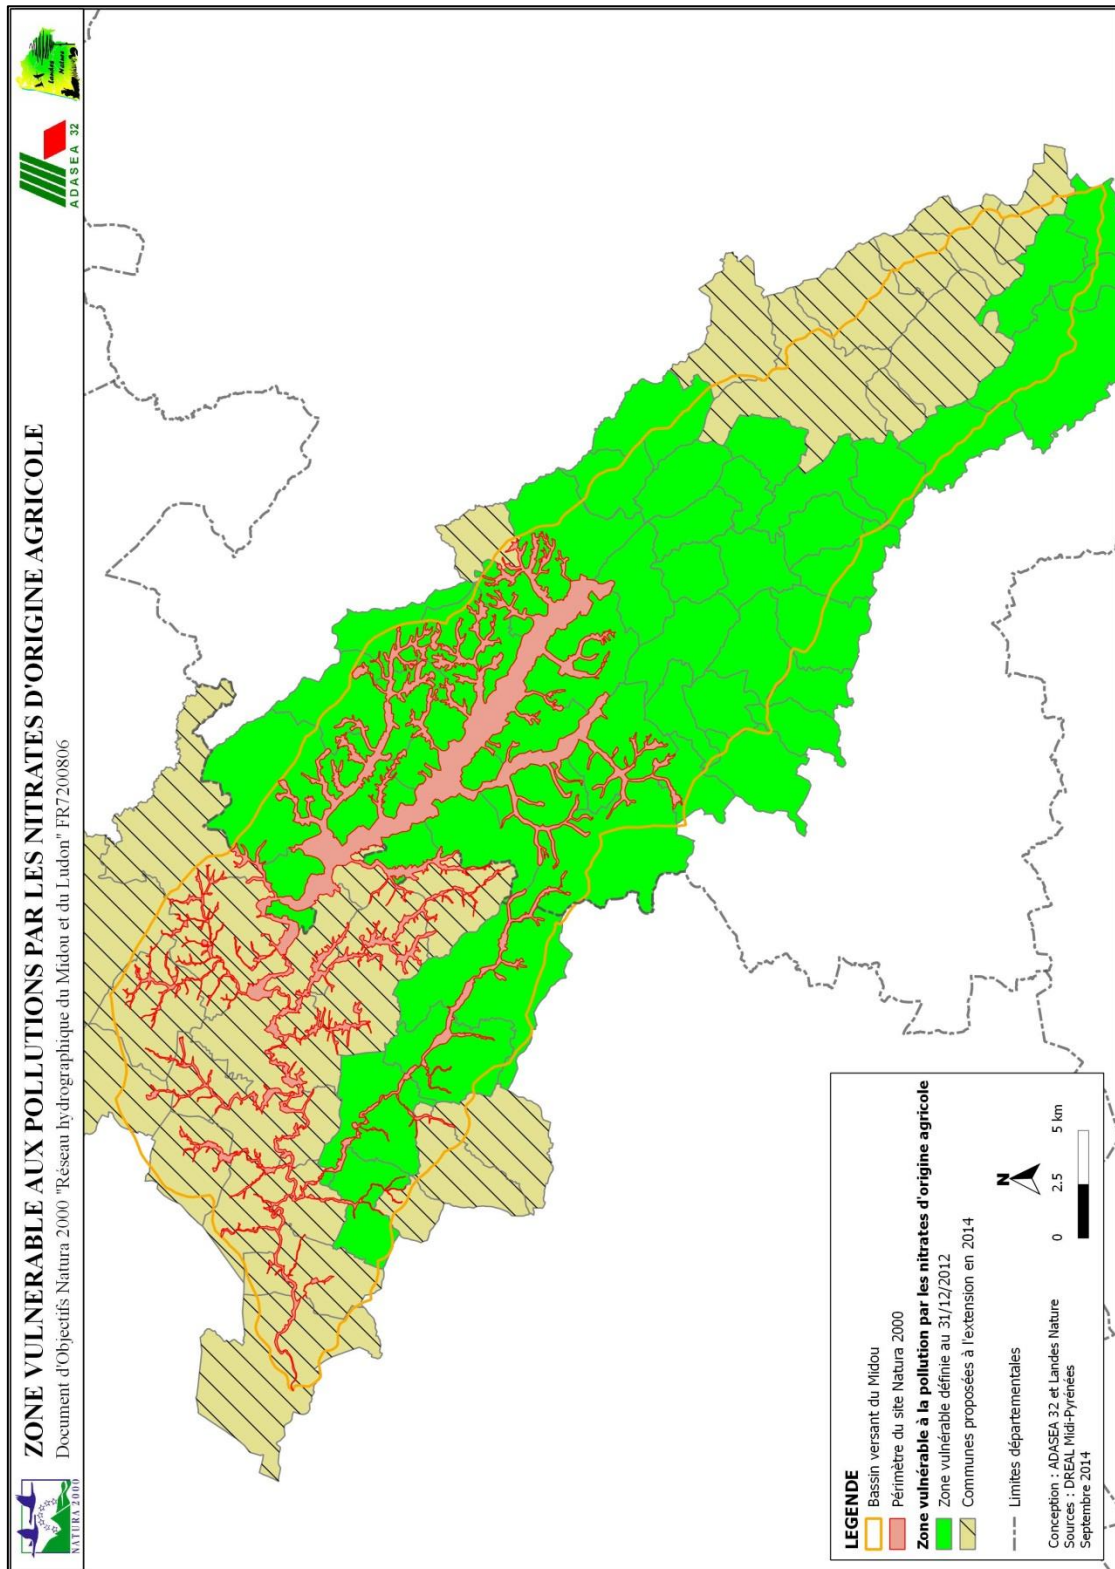 ZONE VULNERABLE AUX POLLUTIONS PAR LES NITRATES D'ORIGINE AGRICOLE
Document d'Objectifs Natura 2000 "Réseau hydrographique du Midou et du Ludon" FR7200806
NATURA 2000
ADASEA 32
Landes
Nature
LEGENDE
Bassin versant du Midou
Périmètre du site Natura 2000
Zone vulnérable à la pollution par les nitrates d'origine agricole
Zone vulnérable définie au 31/12/2012
Communes proposées à l'extension en 2014
Limites départementales
N
0 2.5 5 km
Conception : ADASEA 32 et Landes Nature
Sources : DREAL Midi-Pyrénées
Septembre 2014